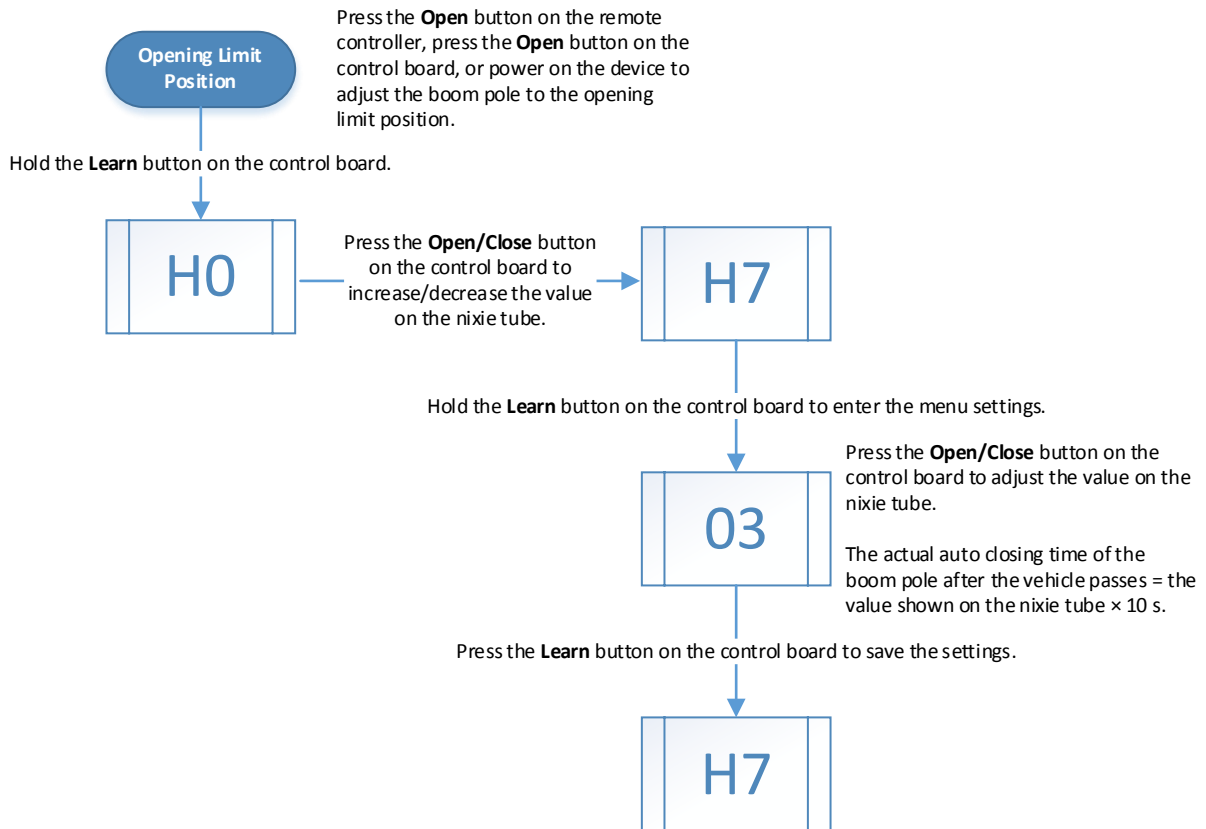 Press the Open button on the remote
controller, press the Open button on the
control board, or power on the device to
adjust the boom pole to the opening
limit position.
Opening Limit
Position
Hold the Learn button on the control board.
H0
Press the Open/Close button
on the control board to
increase/decrease the value
on the nixie tube.
H7
Hold the Learn button on the control board to enter the menu settings.
03
Press the Open/Close button on the
control board to adjust the value on the
nixie tube.
The actual auto closing time of the
boom pole after the vehicle passes = the
value shown on the nixie tube × 10 s.
Press the Learn button on the control board to save the settings.
H7